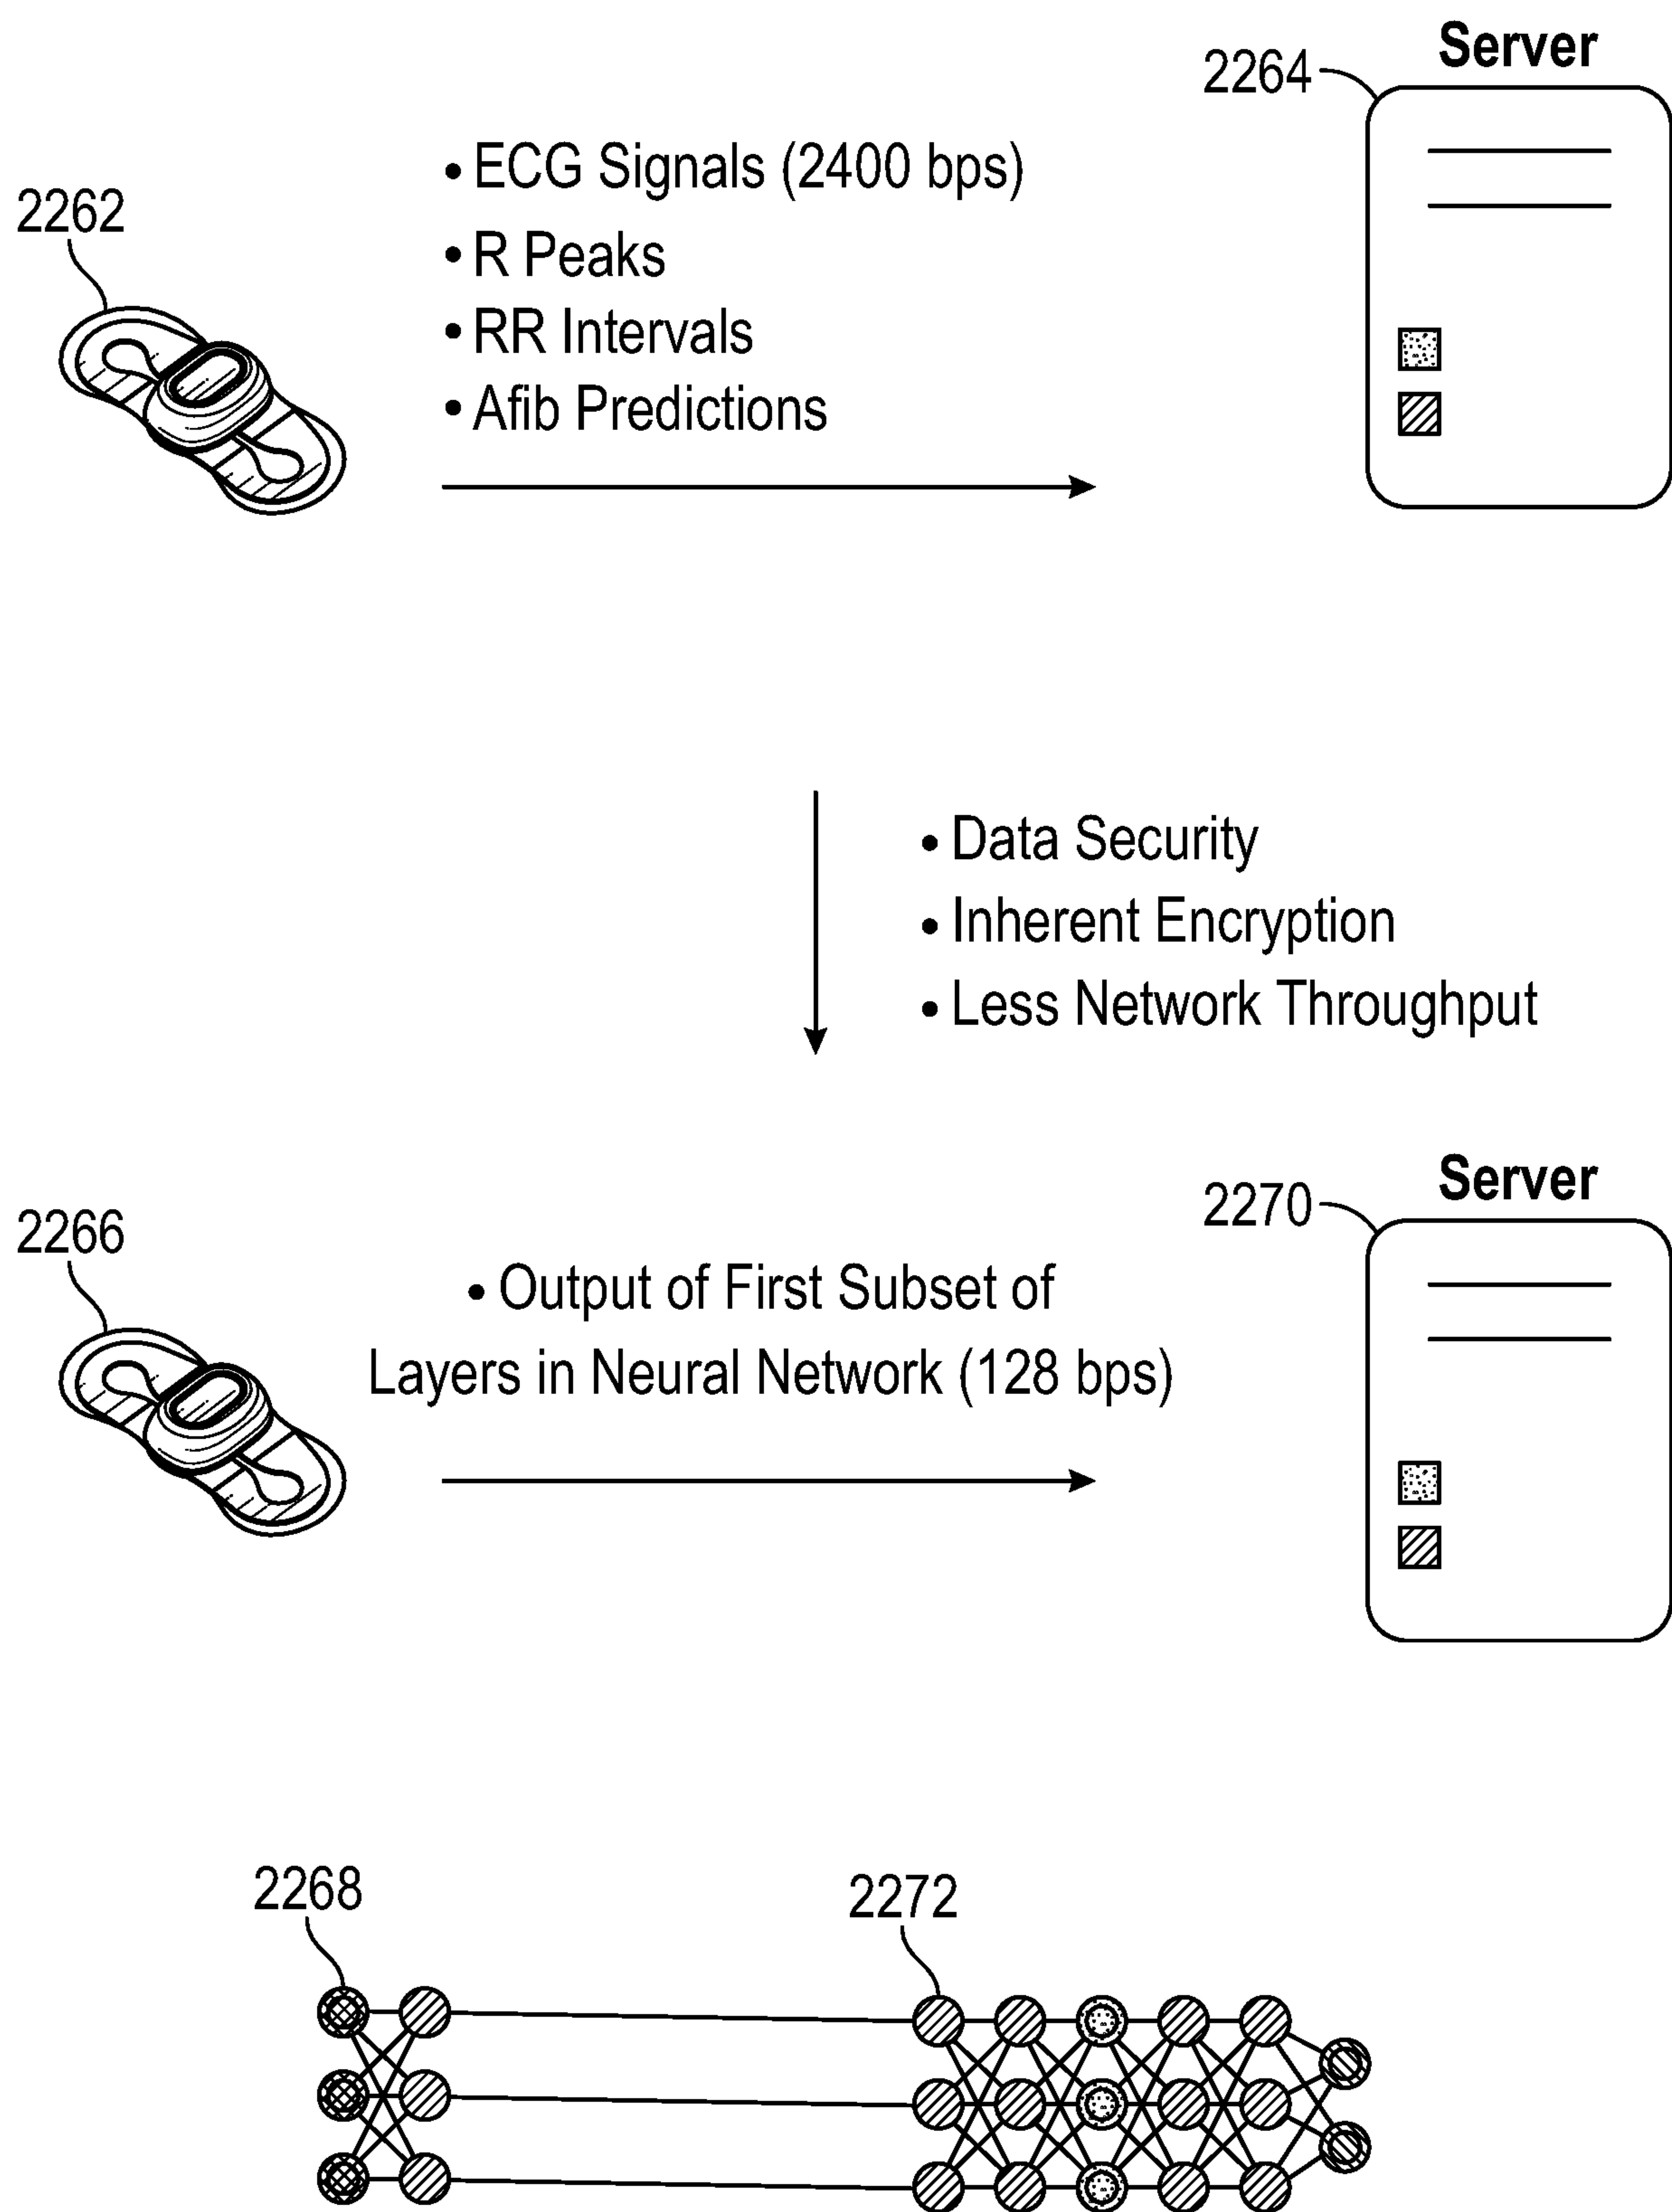 Server
2264
2262
• ECG Signals (2400 bps)
• R Peaks
• RR Intervals
• Afib Predictions
• Data Security
• Inherent Encryption
• Less Network Throughput
Server
2270
2266
• Output of First Subset of
Layers in Neural Network (128 bps)
2268
2272